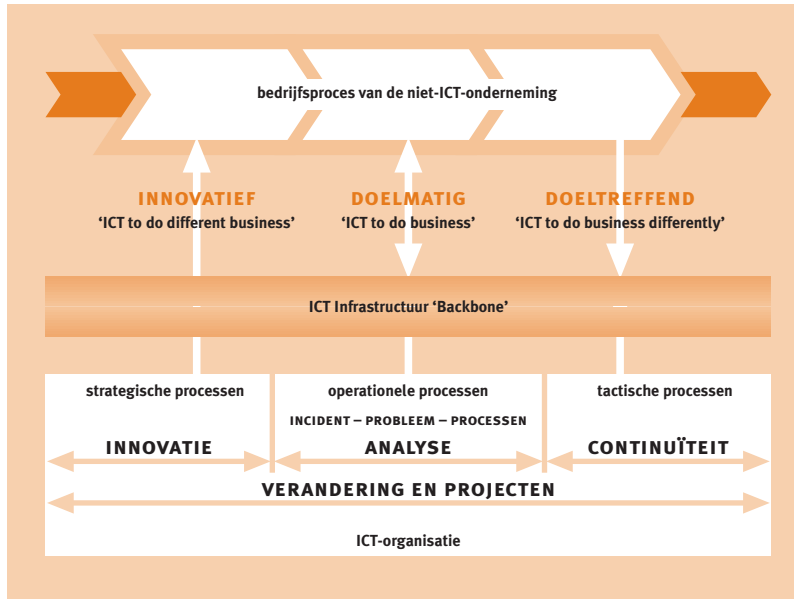 bedrijfsproces van de niet-ICT-onderneming
INNOVATIEF
‘ICT to do different business’
DOELMATIG
‘ICT to do business’
DOELTREFFEND
‘ICT to do business differently’
ICT Infrastructuur ‘Backbone’
strategische processen
INNOVATIE
operationele processen
INCIDENT – PROBLEEM – PROCESSEN
ANALYSE
tactische processen
CONTINUÏTEIT
VERANDERING EN PROJECTEN
ICT-organisatie